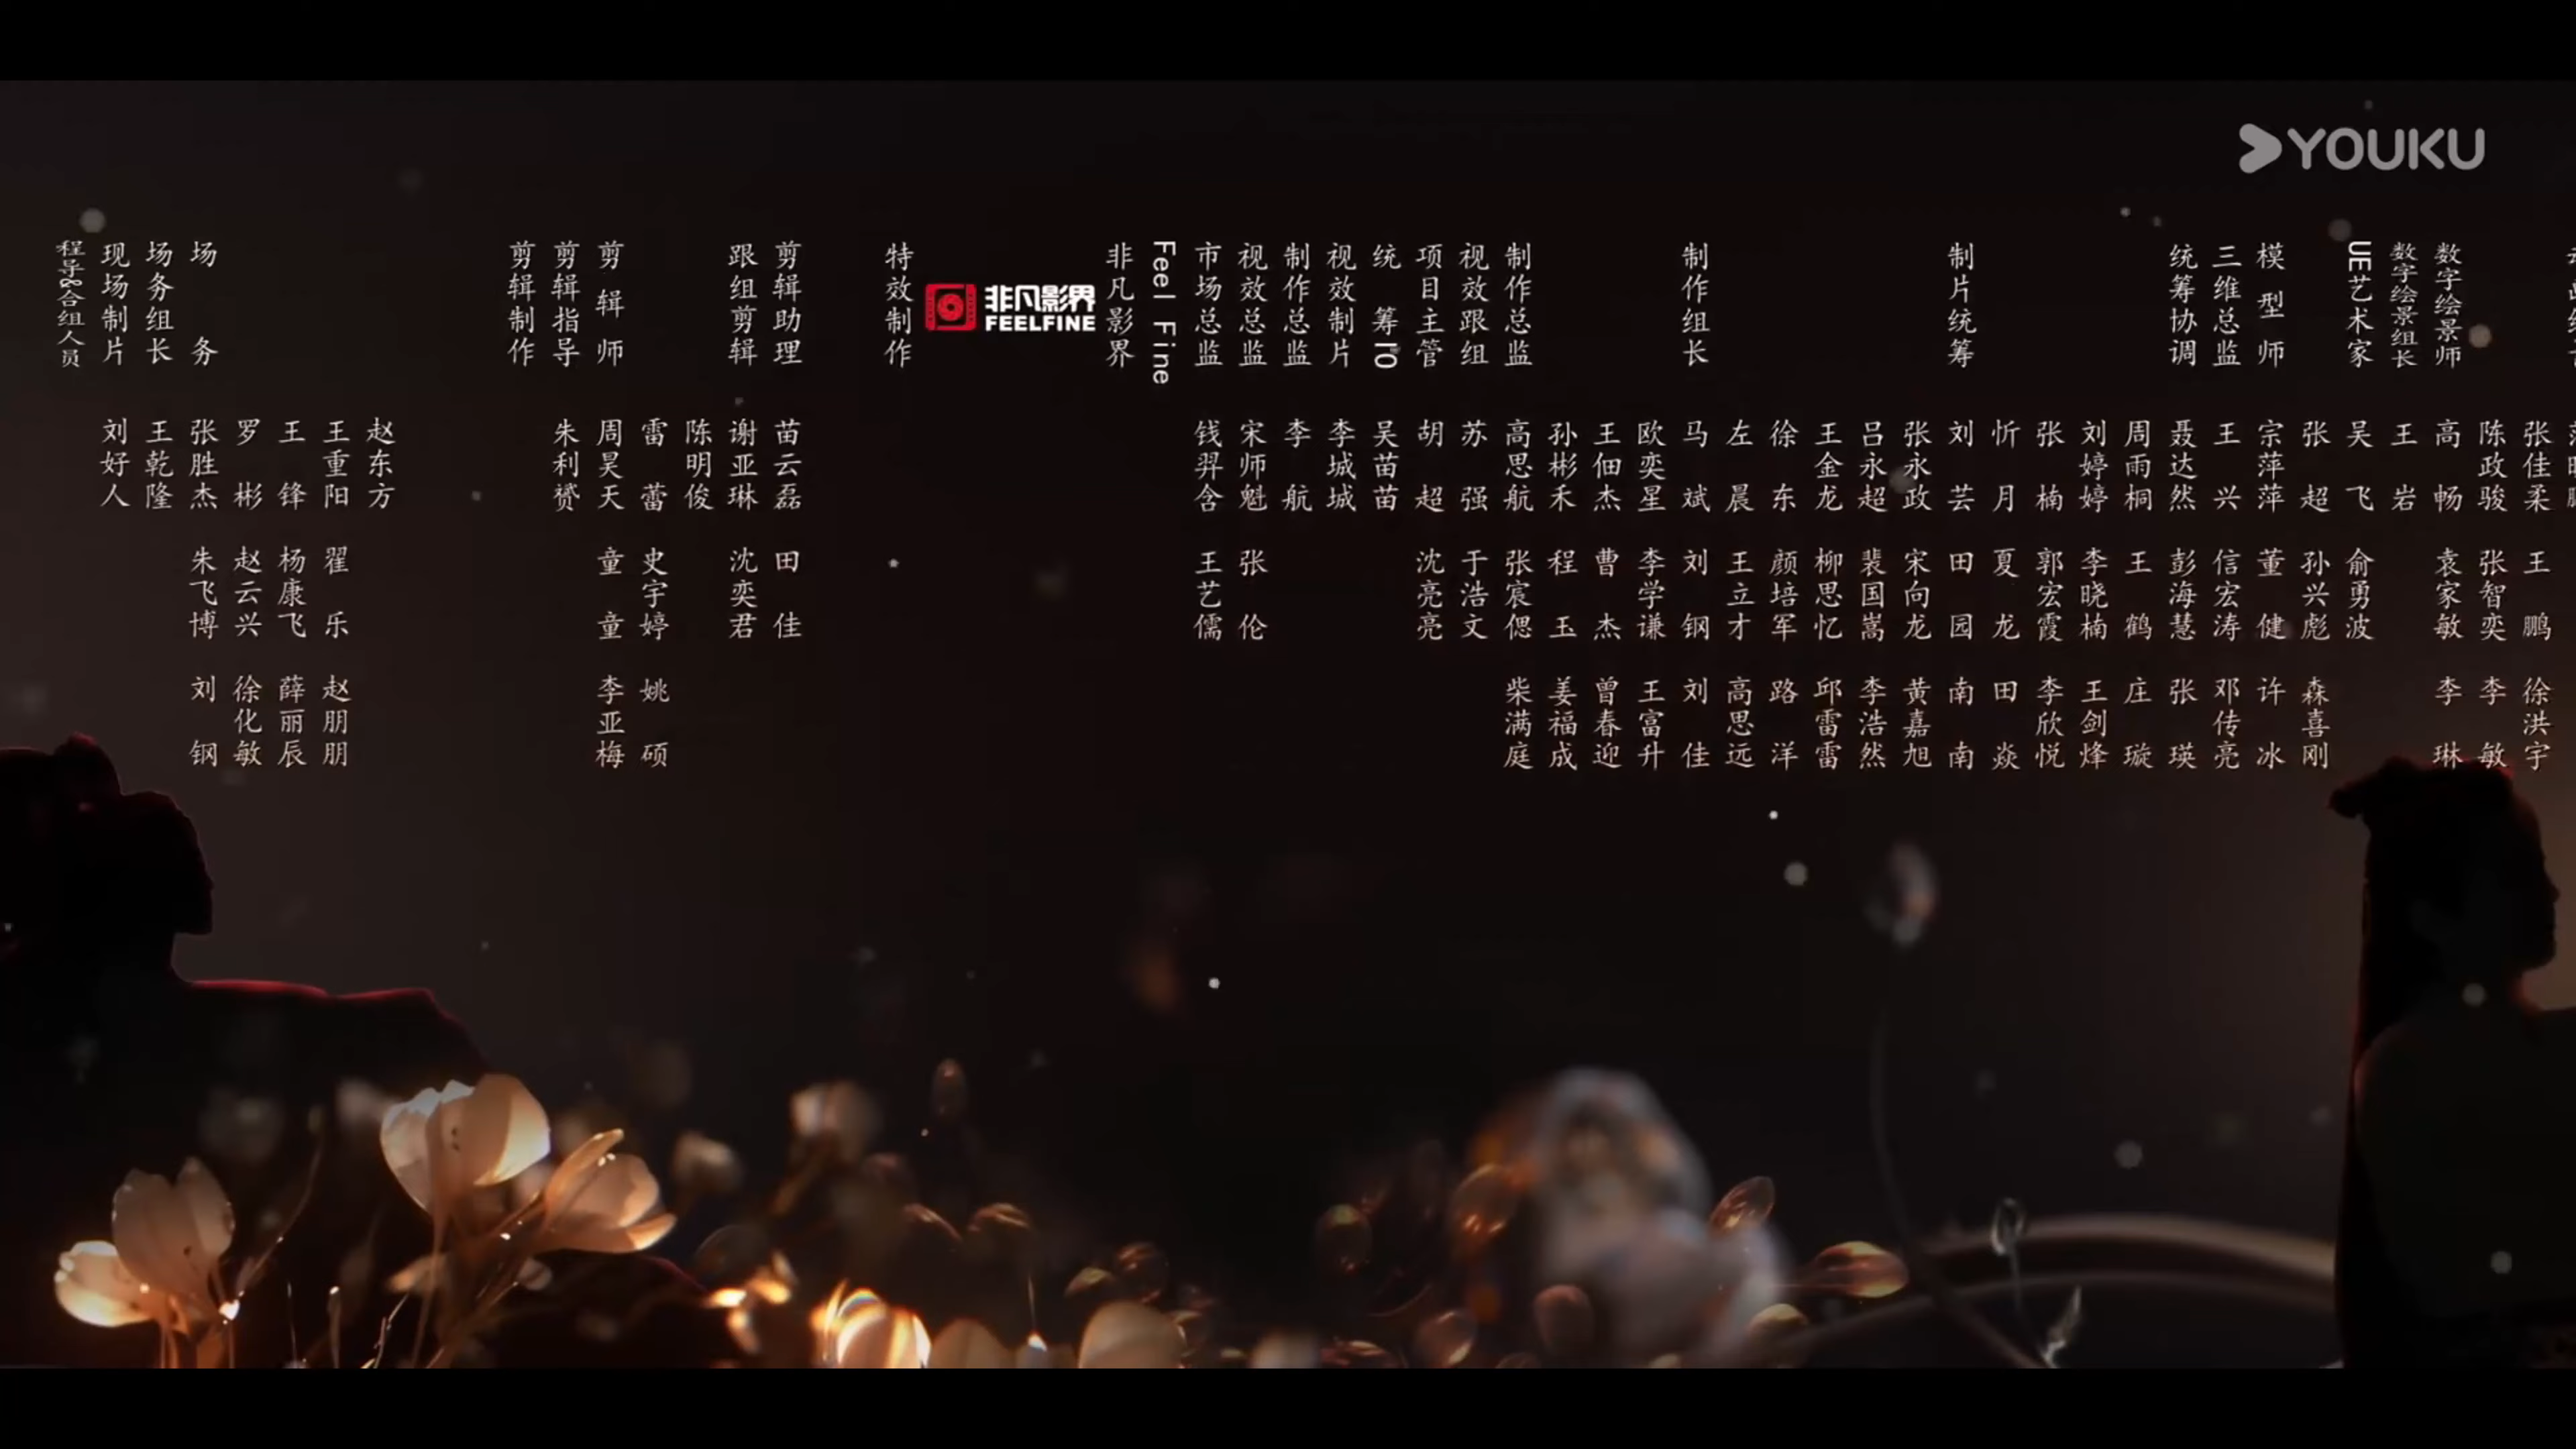 YOUKU
程导&合组人员
现场制片 刘好人
场务组长 王乾隆
场务 张胜杰 朱飞博 刘钢
罗彬 赵云兴 徐化敏
王锋 杨康飞 薛丽辰
王重阳 翟乐 赵朋朋
赵东方
剪辑制作
剪辑指导 朱利赟
剪辑师 周昊天 童童 李亚梅
雷蕾 史宇婷 姚硕
陈明俊
跟组剪辑 谢亚琳 沈奕君
剪辑助理 苗云磊 田佳
特效制作
非凡影界
FEELFINE
非凡影界
Feel Fine
市场总监 钱羿含 王艺儒
视效总监 宋师魁 张伦
制作总监 李航
视效制片 李城城
统筹IO 吴苗苗
项目主管 胡超 沈亮亮
视效跟组 苏强 于浩文
制作总监 高思航 张宸偲 柴满庭
孙彬禾 程玉 姜福成
王佃杰 曹杰 曾春迎
欧奕星 李学谦 王富升
制作组长 马斌 刘钢 刘佳
左晨 王立才 高思远
徐东 颜培军 路洋
王金龙 柳思忆 邱雷雷
吕永超 裴国嵩 李浩然
张永政 宋向龙 黄嘉旭
制片统筹 刘芸 田园 南南
忻月 夏龙 田焱
张楠 郭宏霞 李欣悦
刘婷婷 李晓楠 王剑烽
周雨桐 王鹤 庄璇
统筹协调 聂达然 彭海慧 张瑛
三维总监 王兴 信宏涛 邓传亮
模型师 宗萍萍 董健 许冰
张超 孙兴彪 森喜刚
UE艺术家 吴飞 俞勇波
数字绘景组长 王岩
数字绘景师 高畅 袁家敏 李琳
陈政骏 张智奕 李敏
张佳柔 王鹏 徐洪宇